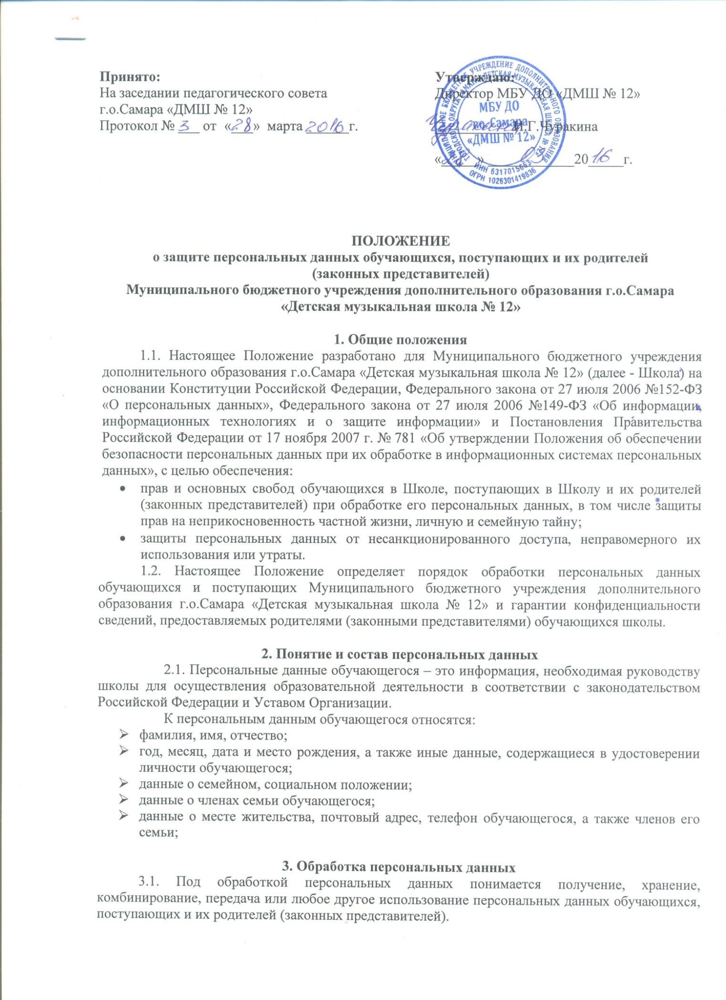 Принято:
На заседании педагогического совета
г.о.Самара «ДМШ № 12»
Протокол № 3 от «28» марта 2016 г.
Утверждаю:
Директор МБУ ДО «ДМШ № 12»
И.Г.Чуракина
«28» 03 2016 г.
МУНИЦИПАЛЬНОЕ БЮДЖЕТНОЕ УЧРЕЖДЕНИЕ ДОПОЛНИТЕЛЬНОГО ОБРАЗОВАНИЯ
ГОРОДСКОГО ОКРУГА САМАРА «ДЕТСКАЯ МУЗЫКАЛЬНАЯ ШКОЛА № 12»
МБУ ДО
г.о. Самара
«ДМШ № 12»
ИНН 6317015663
ОГРН 1026301419836
ПОЛОЖЕНИЕ
о защите персональных данных обучающихся, поступающих и их родителей
(законных представителей)
Муниципального бюджетного учреждения дополнительного образования г.о.Самара
«Детская музыкальная школа № 12»
1. Общие положения
1.1. Настоящее Положение разработано для Муниципального бюджетного учреждения
дополнительного образования г.о.Самара «Детская музыкальная школа № 12» (далее - Школа) на
основании Конституции Российской Федерации, Федерального закона от 27 июля 2006 №152-ФЗ
«О персональных данных», Федерального закона от 27 июля 2006 №149-ФЗ «Об информации,
информационных технологиях и о защите информации» и Постановления Правительства
Российской Федерации от 17 ноября 2007 г. № 781 «Об утверждении Положения об обеспечении
безопасности персональных данных при их обработке в информационных системах персональных
данных», с целью обеспечения:
• прав и основных свобод обучающихся в Школе, поступающих в Школу и их родителей
(законных представителей) при обработке его персональных данных, в том числе защиты
прав на неприкосновенность частной жизни, личную и семейную тайну;
• защиты персональных данных от несанкционированного доступа, неправомерного их
использования или утраты.
1.2. Настоящее Положение определяет порядок обработки персональных данных
обучающихся и поступающих Муниципального бюджетного учреждения дополнительного
образования г.о.Самара «Детская музыкальная школа № 12» и гарантии конфиденциальности
сведений, предоставляемых родителями (законными представителями) обучающихся школы.
2. Понятие и состав персональных данных
2.1. Персональные данные обучающегося – это информация, необходимая руководству
школы для осуществления образовательной деятельности в соответствии с законодательством
Российской Федерации и Уставом Организации.
К персональным данным обучающегося относятся:
➢ фамилия, имя, отчество;
➢ год, месяц, дата и место рождения, а также иные данные, содержащиеся в удостоверении
личности обучающегося;
➢ данные о семейном, социальном положении;
➢ данные о членах семьи обучающегося;
➢ данные о месте жительства, почтовый адрес, телефон обучающегося, а также членов его
семьи;
3. Обработка персональных данных
3.1. Под обработкой персональных данных понимается получение, хранение,
комбинирование, передача или любое другое использование персональных данных обучающихся,
поступающих и их родителей (законных представителей).